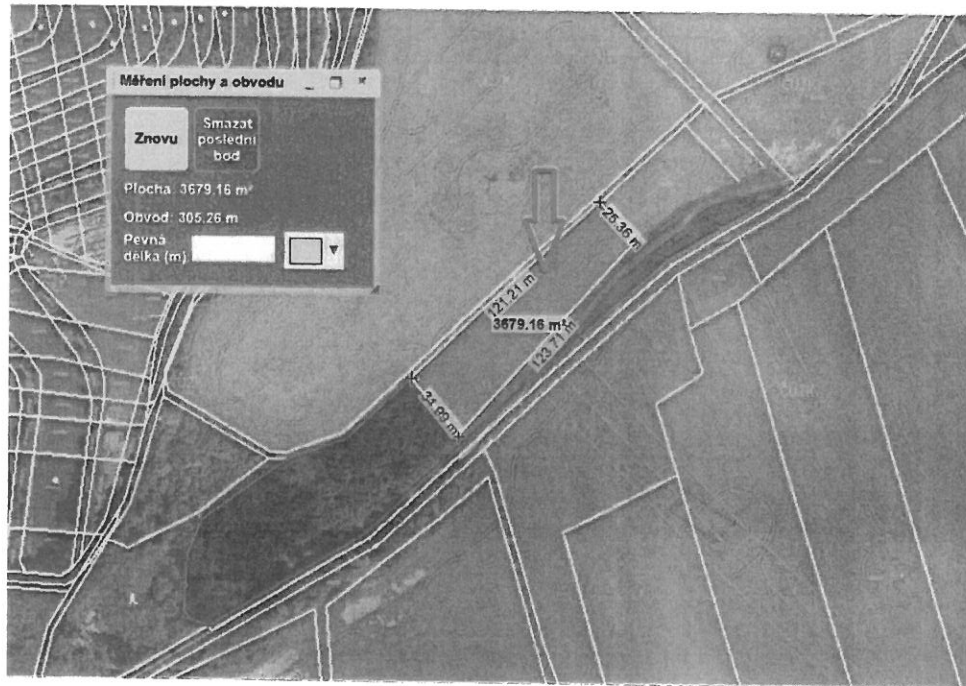 Měření plochy a obvodu
Znovu
Smazat
poslední
bod
Plocha: 3679.16 m²
Obvod: 305.26 m
Pevná
délka (m)
25.36 m
121.21 m
3679.16 m²
123.71 m
34.99 m